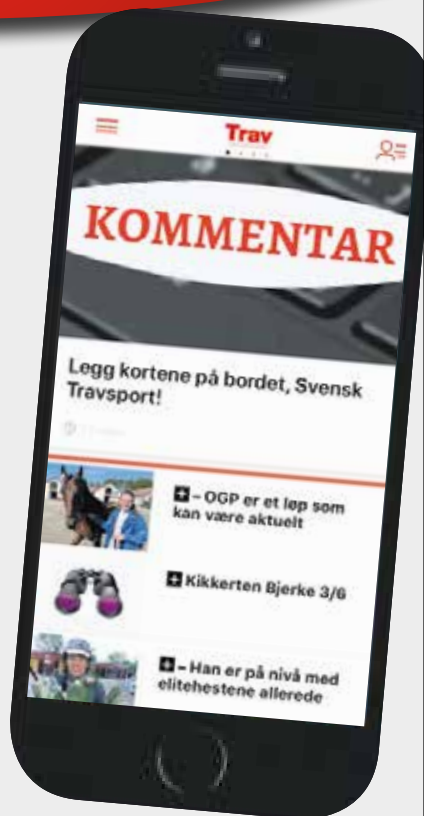 Trav
KOMMENTAR
Legg kortene på bordet, Svensk
Travsport!
+ – OGP er et løp som
kan være aktuelt
+ Kikkerten Bjerke 3/6
+ – Han er på nivå med
elitehestene allerede